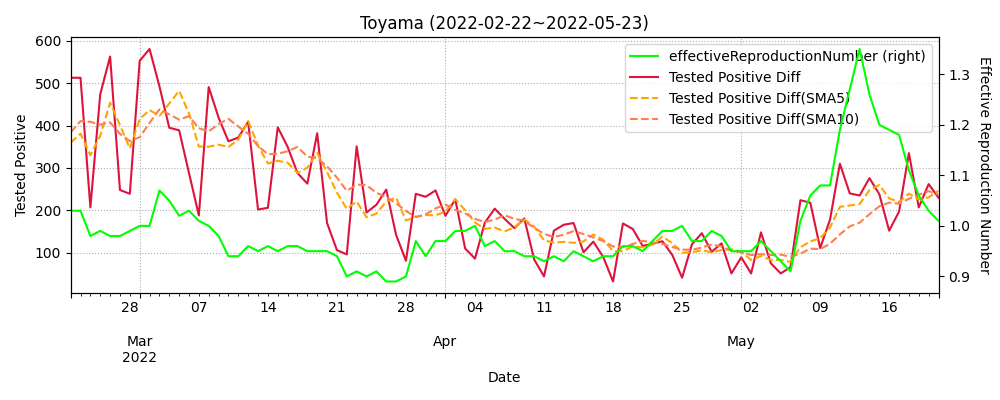 Toyama (2022-02-22~2022-05-23)
effectiveReproductionNumber (right)
Tested Positive Diff
Tested Positive Diff(SMA5)
Tested Positive Diff(SMA10)
Tested Positive
600
500
400
300
200
100
Effective Reproduction Number
1.3
1.2
1.1
1.0
0.9
28 07 14 21 28 04 11 18 25 02 09 16
Mar Apr May
2022
Date